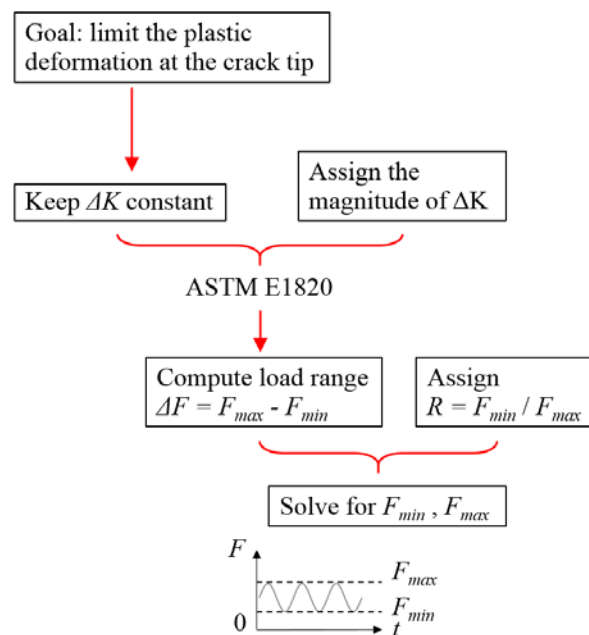 Goal: limit the plastic
deformation at the crack tip
Keep ΔK constant
Assign the
magnitude of ΔK
ASTM E1820
Compute load range
ΔF = Fmax - Fmin
Assign
R = Fmin / Fmax
Solve for Fmin , Fmax
F
Fmax
Fmin
0
t